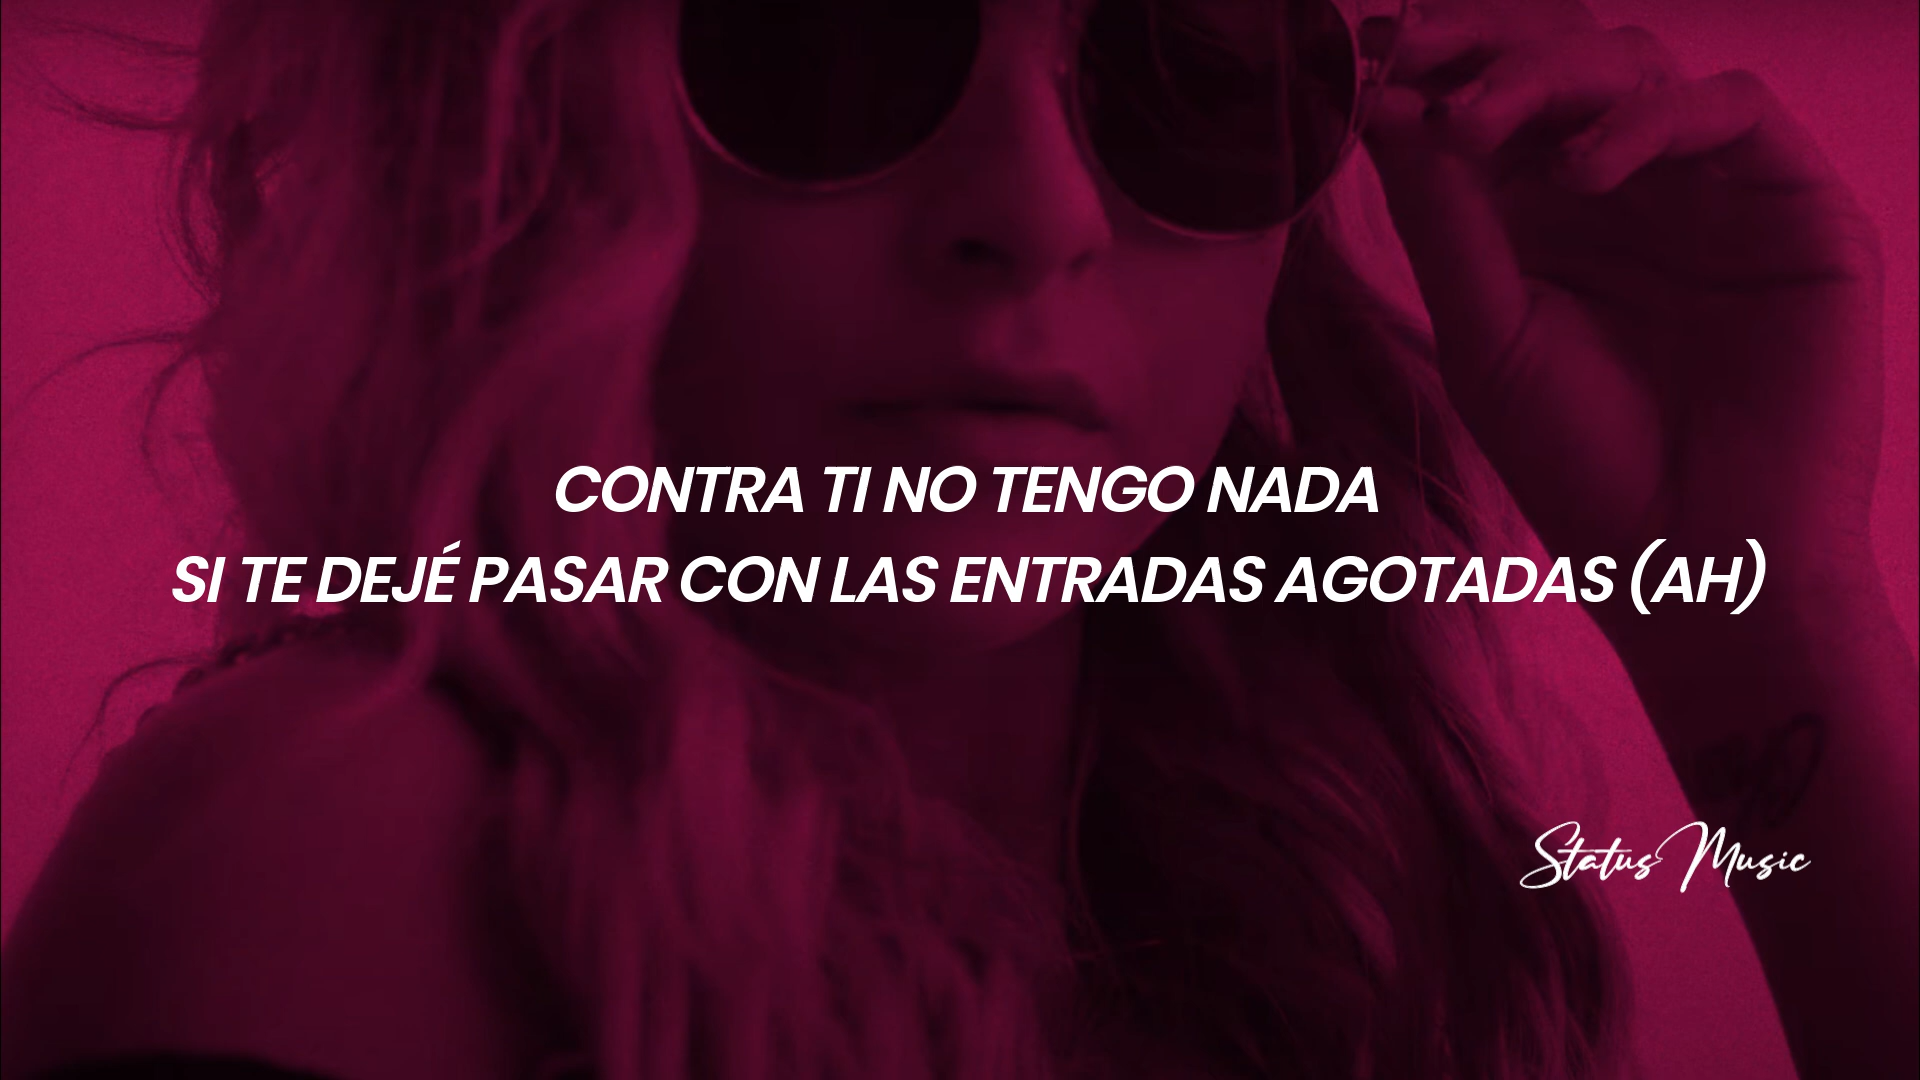 CONTRA TI NO TENGO NADA
SI TE DEJÉ PASAR CON LAS ENTRADAS AGOTADAS (AH)
Status Music